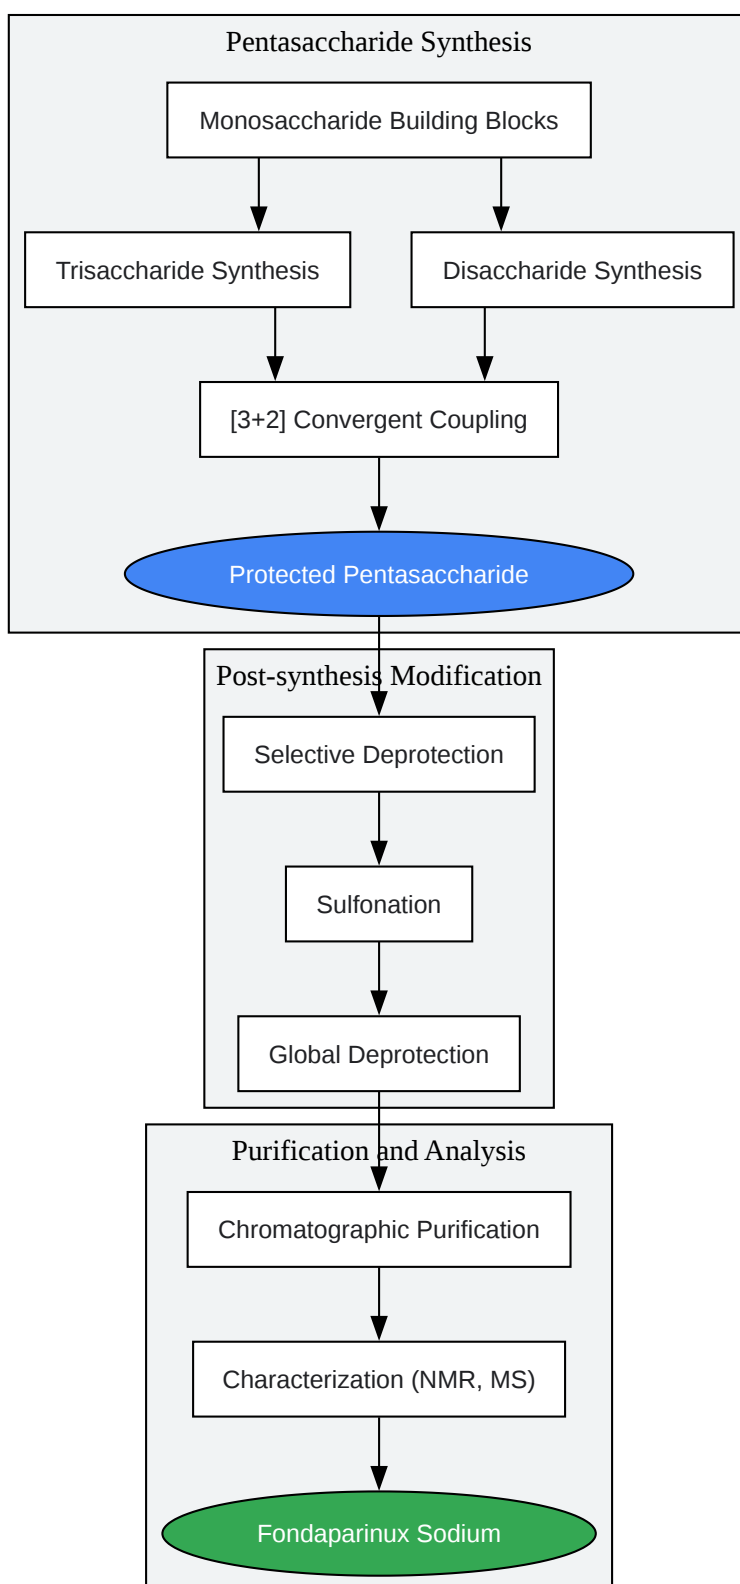 Pentasaccharide Synthesis
Monosaccharide Building Blocks
Trisaccharide Synthesis
Disaccharide Synthesis
[3+2] Convergent Coupling
Protected Pentasaccharide
Post-synthesis Modification
Selective Deprotection
Sulfonation
Global Deprotection
Purification and Analysis
Chromatographic Purification
Characterization (NMR, MS)
Fondaparinux Sodium